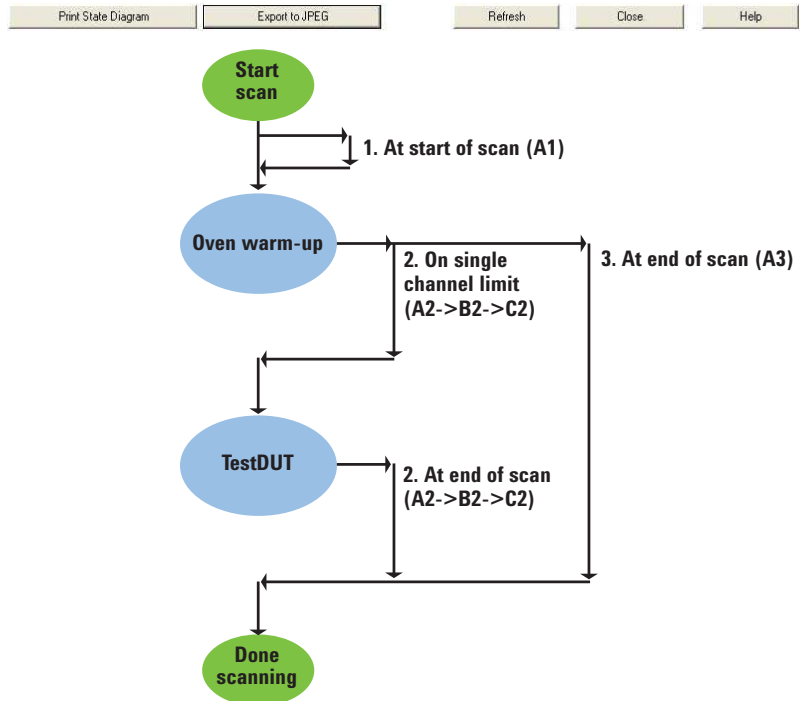 Print State Diagram
Export to JPEG
Refresh
Close
Help
Start
scan
1. At start of scan (A1)
Oven warm-up
2. On single
channel limit
(A2->B2->C2)
3. At end of scan (A3)
TestDUT
2. At end of scan
(A2->B2->C2)
Done
scanning